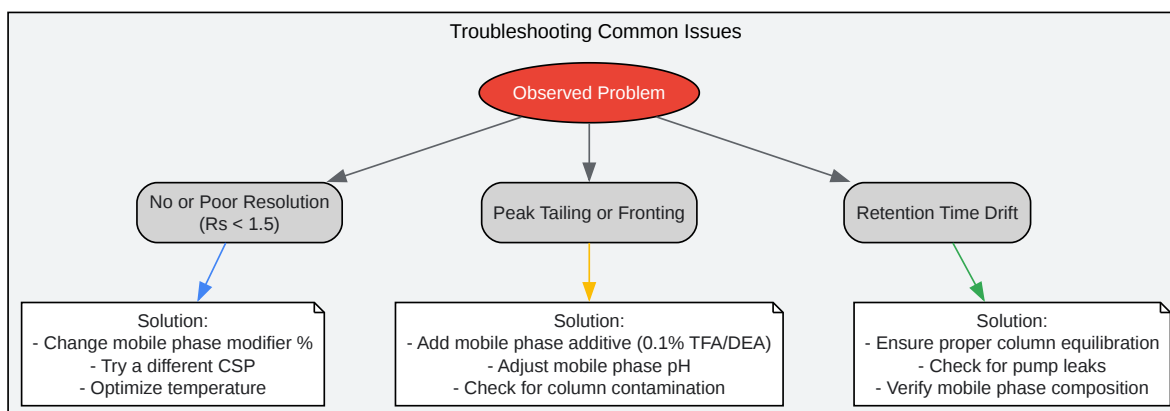 Troubleshooting Common Issues
Observed Problem
No or Poor Resolution
(Rs < 1.5)
Peak Tailing or Fronting
Retention Time Drift
Solution:
- Change mobile phase modifier %
- Try a different CSP
- Optimize temperature
Solution:
- Add mobile phase additive (0.1% TFA/DEA)
- Adjust mobile phase pH
- Check for column contamination
Solution:
- Ensure proper column equilibration
- Check for pump leaks
- Verify mobile phase composition